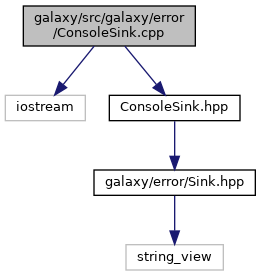 galaxy/src/galaxy/error
/ConsoleSink.cpp
iostream
ConsoleSink.hpp
galaxy/error/Sink.hpp
string_view